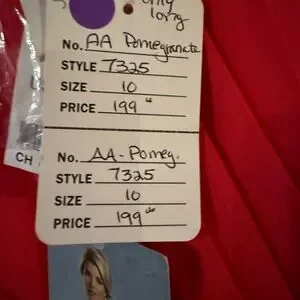 long
No. AA Pomegranate
STYLE 7325
SIZE 10
PRICE 199 00
No. AA-Pomeg.
STYLE 7325
SIZE 10
PRICE 199 00
CH